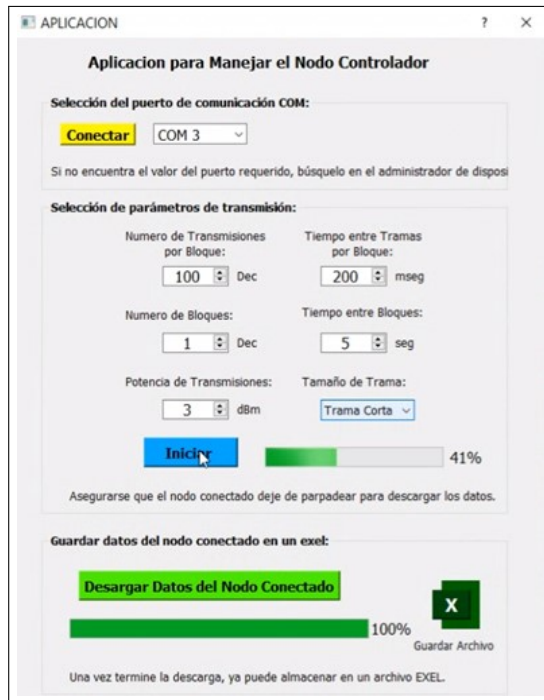 APLICACION
Aplicacion para Manejar el Nodo Controlador
Selección del puerto de comunicación COM:
Conectar COM 3
Si no encuentra el valor del puerto requerido, búsquelo en el administrador de disposi
Selección de parámetros de transmisión:
Numero de Transmisiones
por Bloque:
100 Dec
Tiempo entre Tramas
por Bloque:
200 mseg
Numero de Bloques:
1 Dec
Tiempo entre Bloques:
5 seg
Potencia de Transmisiones:
3 dBm
Tamaño de Trama:
Trama Corta
Iniciar 41%
Asegurarse que el nodo conectado deje de parpadear para descargar los datos.
Guardar datos del nodo conectado en un exel:
Desargar Datos del Nodo Conectado
100%
X
Guardar Archivo
Una vez termine la descarga, ya puede almacenar en un archivo EXEL.